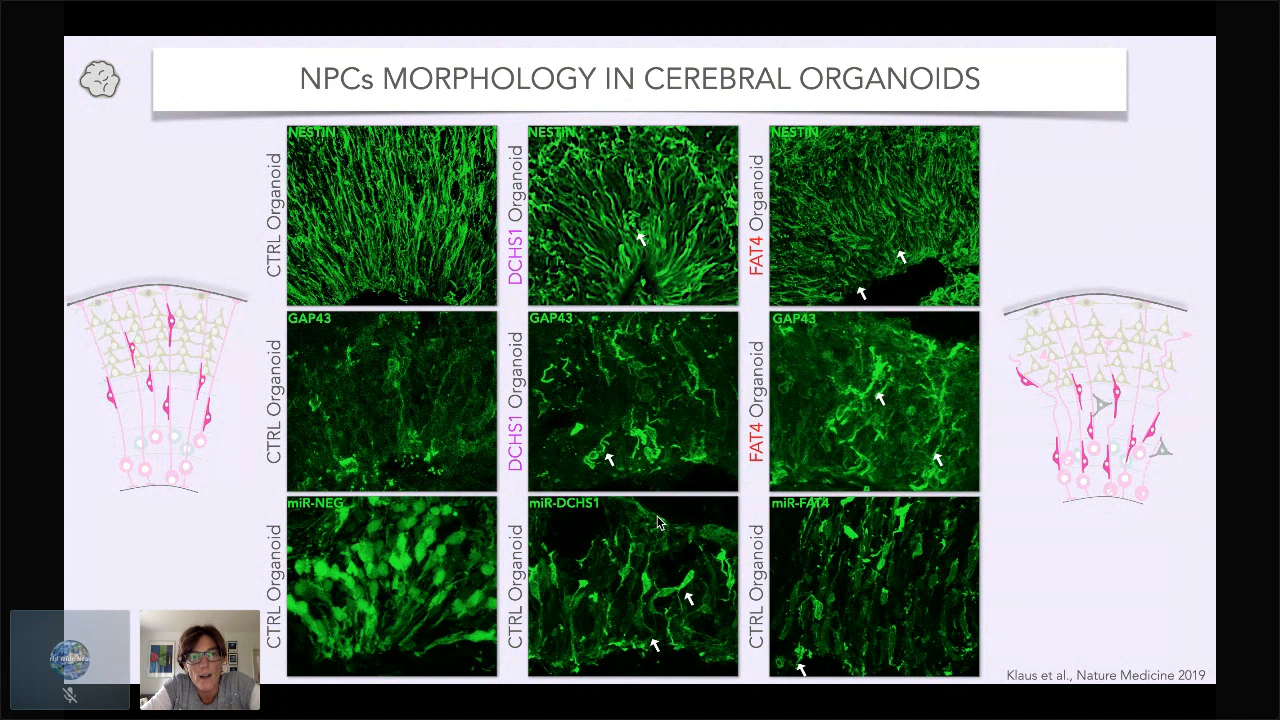 NPCs MORPHOLOGY IN CEREBRAL ORGANOIDS
CTRL Organoid
NESTIN
DCHS1 Organoid
NESTIN
FAT4 Organoid
NESTIN
CTRL Organoid
GAP43
DCHS1 Organoid
GAP43
FAT4 Organoid
GAP43
CTRL Organoid
miR-NEG
CTRL Organoid
miR-DCHS1
CTRL Organoid
miR-FAT4
Klaus et al., Nature Medicine 2019